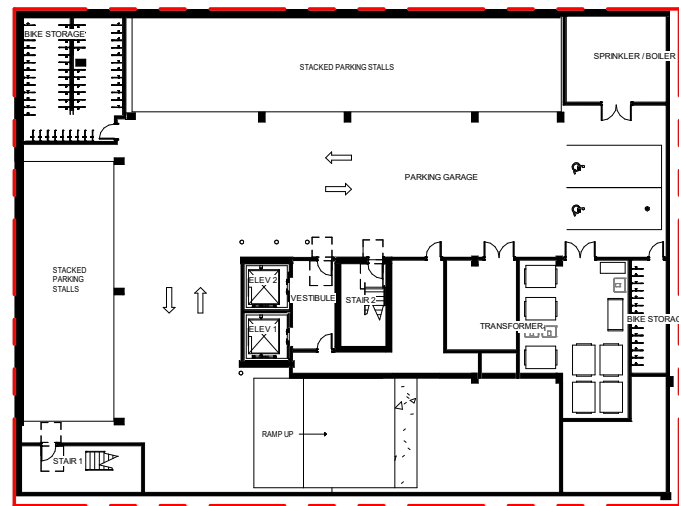 BIKE STORAGE
STACKED PARKING STALLS
SPRINKLER / BOILER
PARKING GARAGE
STACKED
PARKING
STALLS
ELEV 2
VESTIBULE
STAIR 2
ELEV 1
TRANSFORMER
BIKE STORAG
RAMP UP
STAIR 1